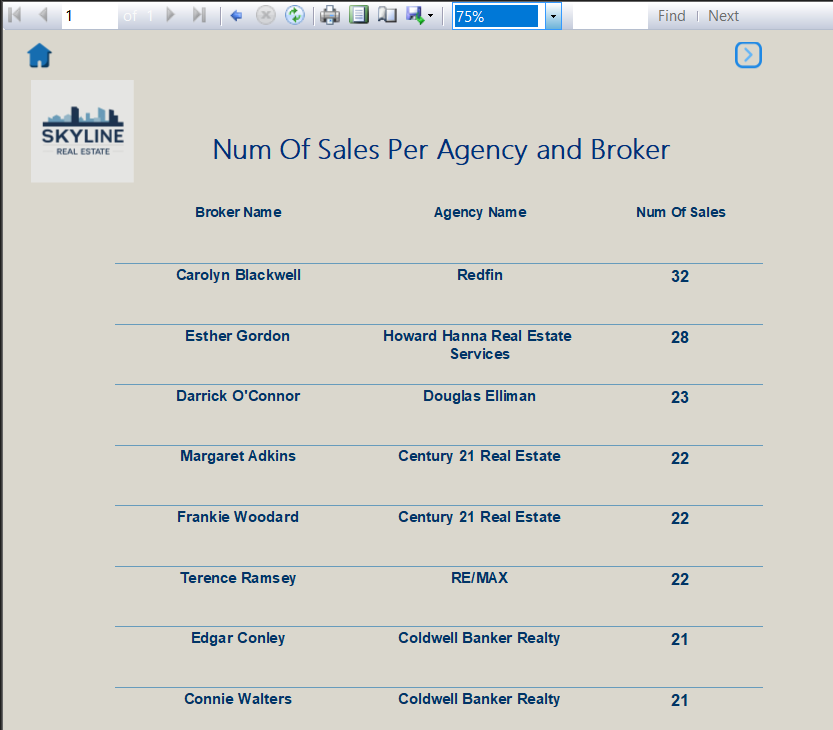 1 of 1 75% Find Next
SKYLINE
REAL ESTATE
Num Of Sales Per Agency and Broker
Broker Name Agency Name Num Of Sales
Carolyn Blackwell Redfin 32
Esther Gordon Howard Hanna Real Estate 28
Services
Darrick O'Connor Douglas Elliman 23
Margaret Adkins Century 21 Real Estate 22
Frankie Woodard Century 21 Real Estate 22
Terence Ramsey RE/MAX 22
Edgar Conley Coldwell Banker Realty 21
Connie Walters Coldwell Banker Realty 21